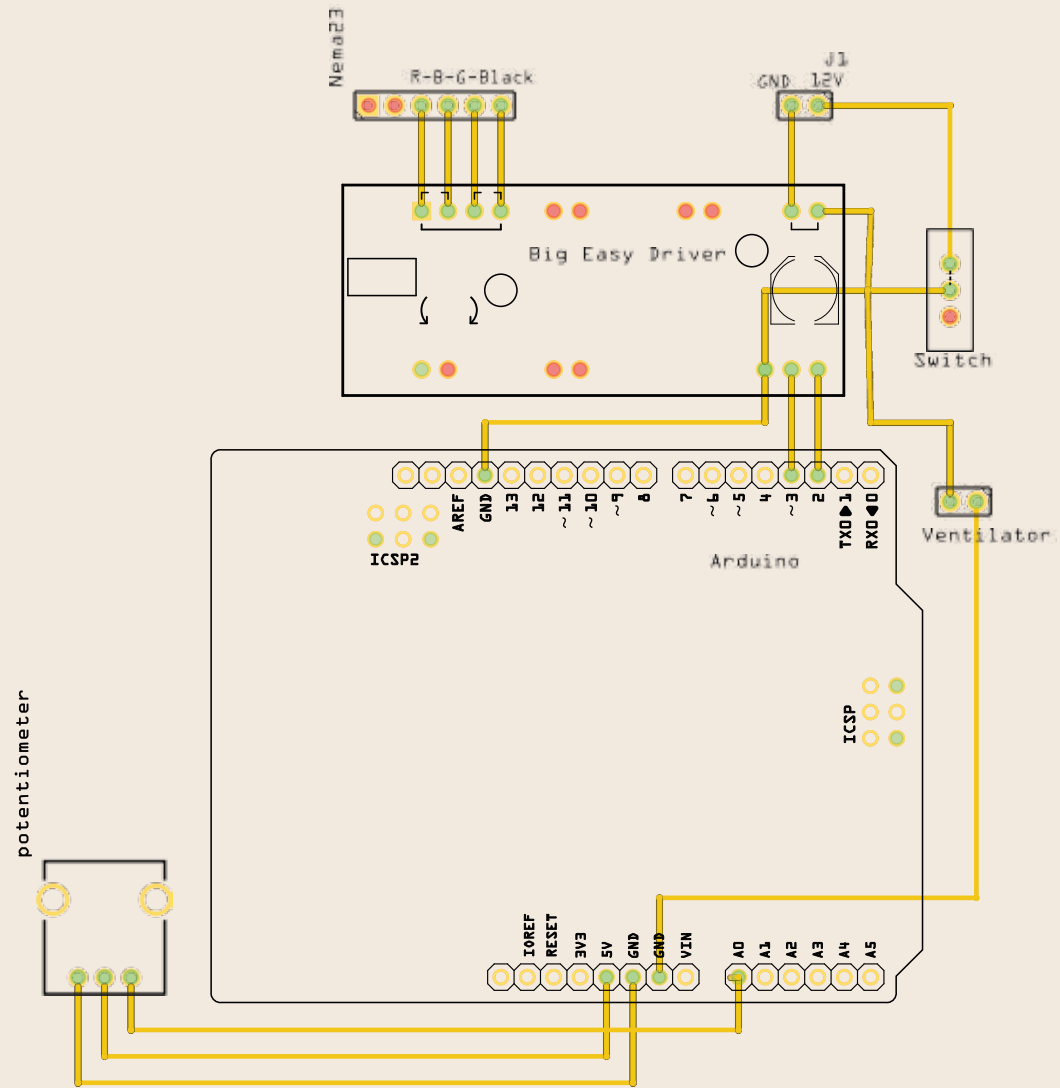 Nema23
R-B-G-Black
J1
GND 12V
Big Easy Driver
Switch
AREF
GND
13
12
~11
~10
~9
8
7
~6
~5
4
~3
2
TX0▶1
RX0◀0
ICSP2
Arduino
Ventilator
ICSP
potentiometer
IOREF
RESET
3V3
5V
GND
GND
VIN
A0
A1
A2
A3
A4
A5